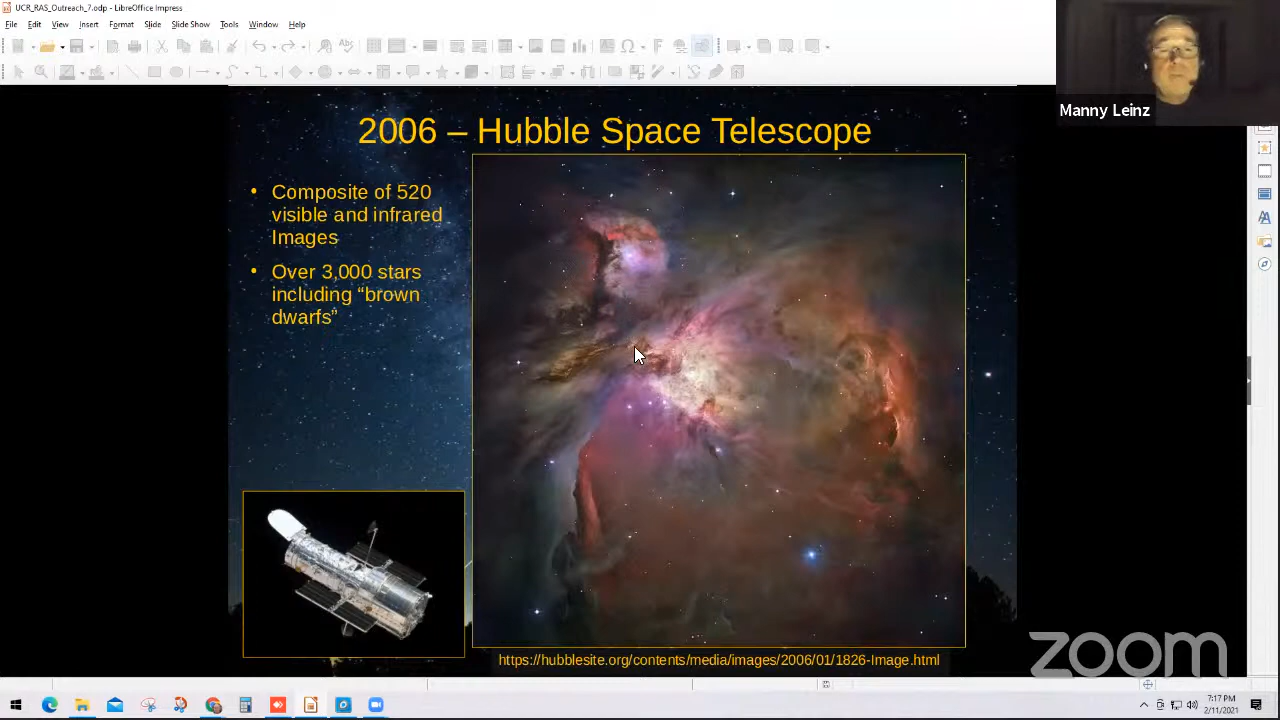 UCR_RAS_Outreach_7.odp - LibreOffice Impress
File Edit View Insert Format Slide Slide Show Tools Window Help
Manny Leinz
2006 – Hubble Space Telescope
• Composite of 520
visible and infrared
Images
• Over 3,000 stars
including “brown
dwarfs”
https://hubblesite.org/contents/media/images/2006/01/1826-Image.html
zoom
7:17 PM
2/11/2021